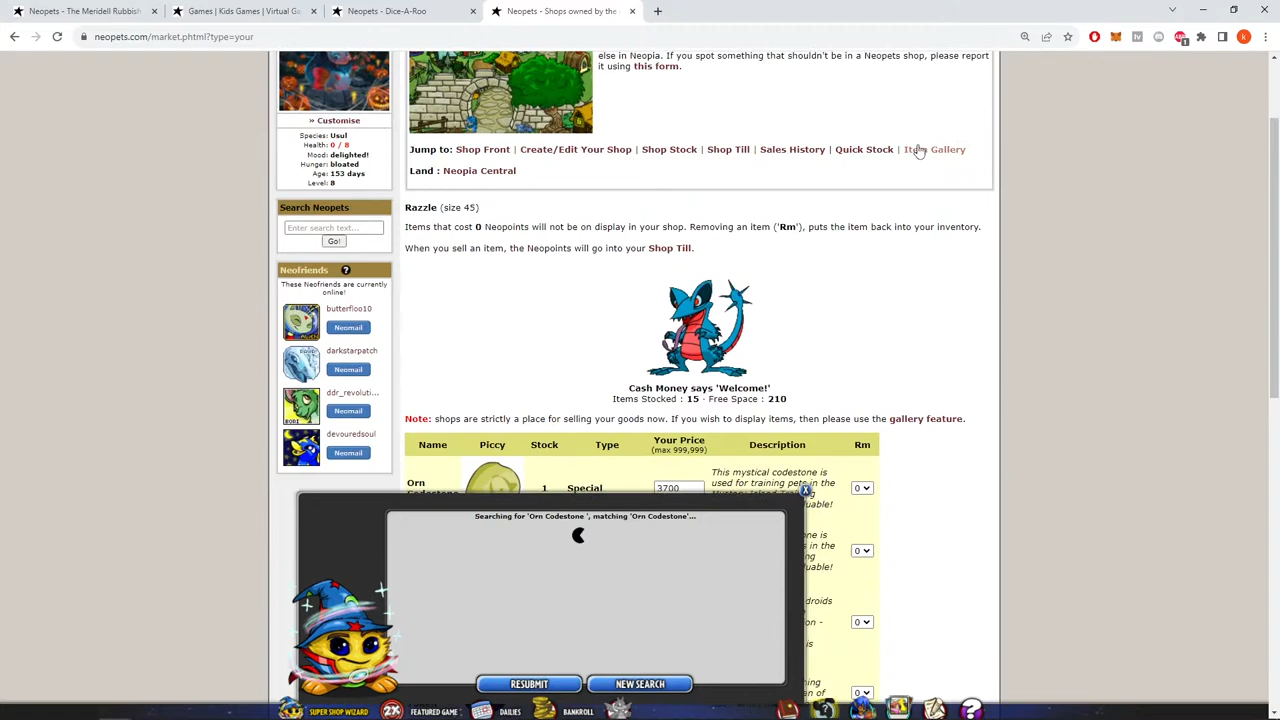 Neopets - The Meridell Rubbish
Games | Kids Games | Virtual Ga
Neopets - Dice-A-Roo
Neopets - Shops owned by the
neopets.com/market.phtml?type=your
else in Neopia. If you spot something that shouldn't be in a Neopets shop, please report
it using this form.
» Customise
Species: Usul
Health: 0 / 8
Mood: delighted!
Hunger: bloated
Age: 153 days
Level: 8
Jump to: Shop Front | Create/Edit Your Shop | Shop Stock | Shop Till | Sales History | Quick Stock | Item Gallery
Land : Neopia Central
Search Neopets
Enter search text...
Go!
Razzle (size 45)
Items that cost 0 Neopoints will not be on display in your shop. Removing an item ('Rm'), puts the item back into your inventory.
When you sell an item, the Neopoints will go into your Shop Till.
Neofriends ?
These Neofriends are currently
online!
butterfloo10
Neomail
darkstarpatch
Neomail
ddr_revoluti...
Neomail
devouredsoul
Neomail
Cash Money says 'Welcome!'
Items Stocked : 15 · Free Space : 210
Note: shops are strictly a place for selling your goods now. If you wish to display items, then please use the gallery feature.
Name Piccy Stock Type Your Price Description Rm
(max 999,999)
Orn
Codestone
1
Special
3700
This mystical codestone is
used for training pets in the
0
0
0
0
Searching for 'Orn Codestone ', matching 'Orn Codestone'...
RESUBMIT
NEW SEARCH
SUPER SHOP WIZARD
2X
FEATURED GAME
DAILIES
BANKROLL